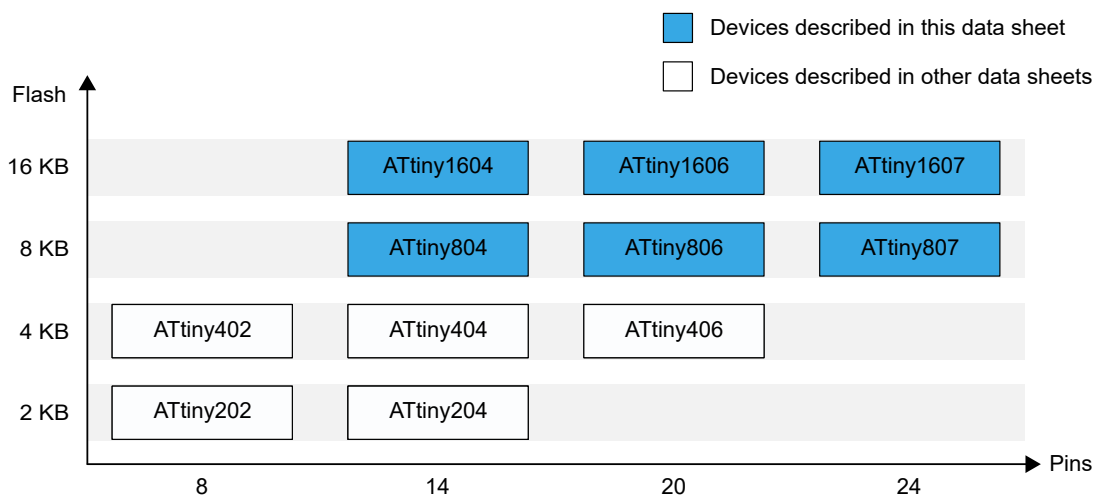 Devices described in this data sheet
Devices described in other data sheets
Flash
16 KB ATtiny1604 ATtiny1606 ATtiny1607
8 KB ATtiny804 ATtiny806 ATtiny807
4 KB ATtiny402 ATtiny404 ATtiny406
2 KB ATtiny202 ATtiny204
Pins
8 14 20 24